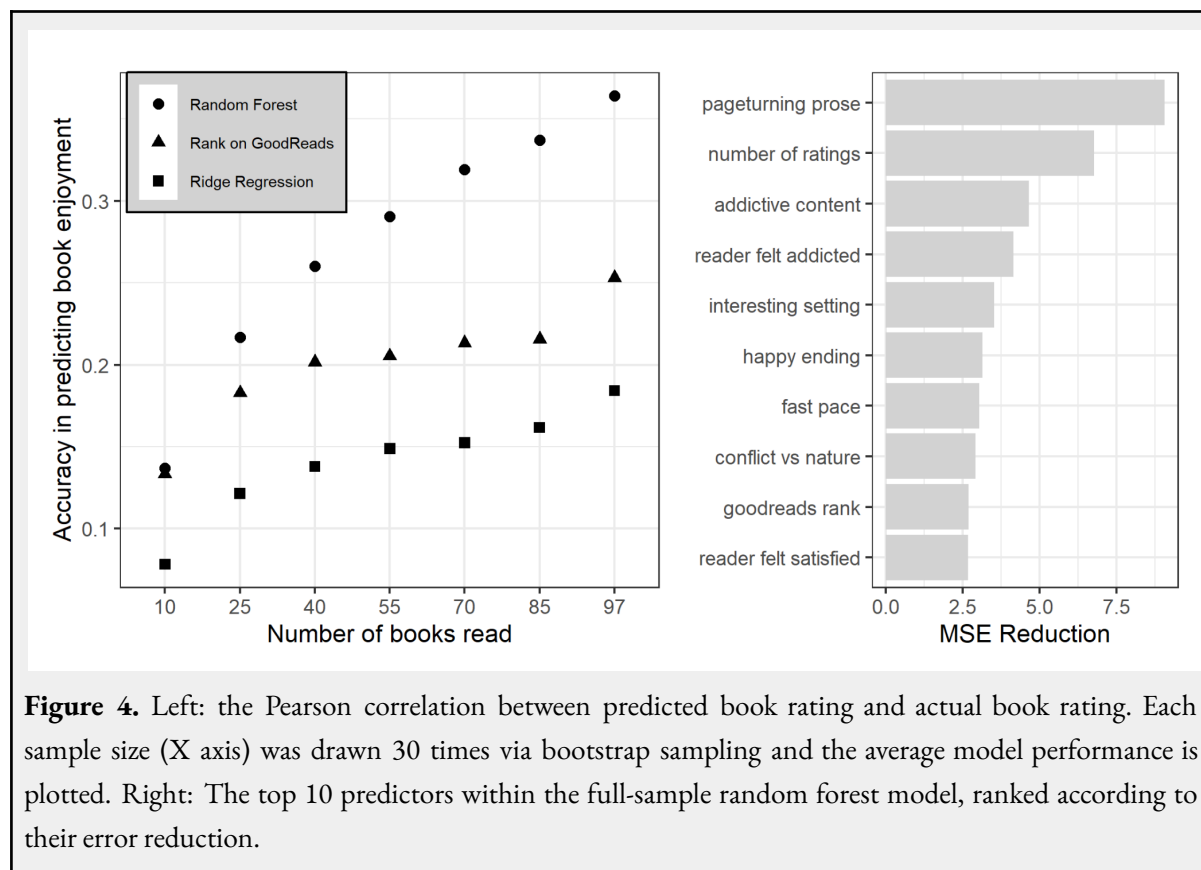 Accuracy in predicting book enjoyment
Random Forest
Rank on GoodReads
Ridge Regression
0.3
0.2
0.1
10 25 40 55 70 85 97
Number of books read
pageturning prose
number of ratings
addictive content
reader felt addicted
interesting setting
happy ending
fast pace
conflict vs nature
goodreads rank
reader felt satisfied
0.0 2.5 5.0 7.5
MSE Reduction
Figure 4. Left: the Pearson correlation between predicted book rating and actual book rating. Each
sample size (X axis) was drawn 30 times via bootstrap sampling and the average model performance is
plotted. Right: The top 10 predictors within the full-sample random forest model, ranked according to
their error reduction.